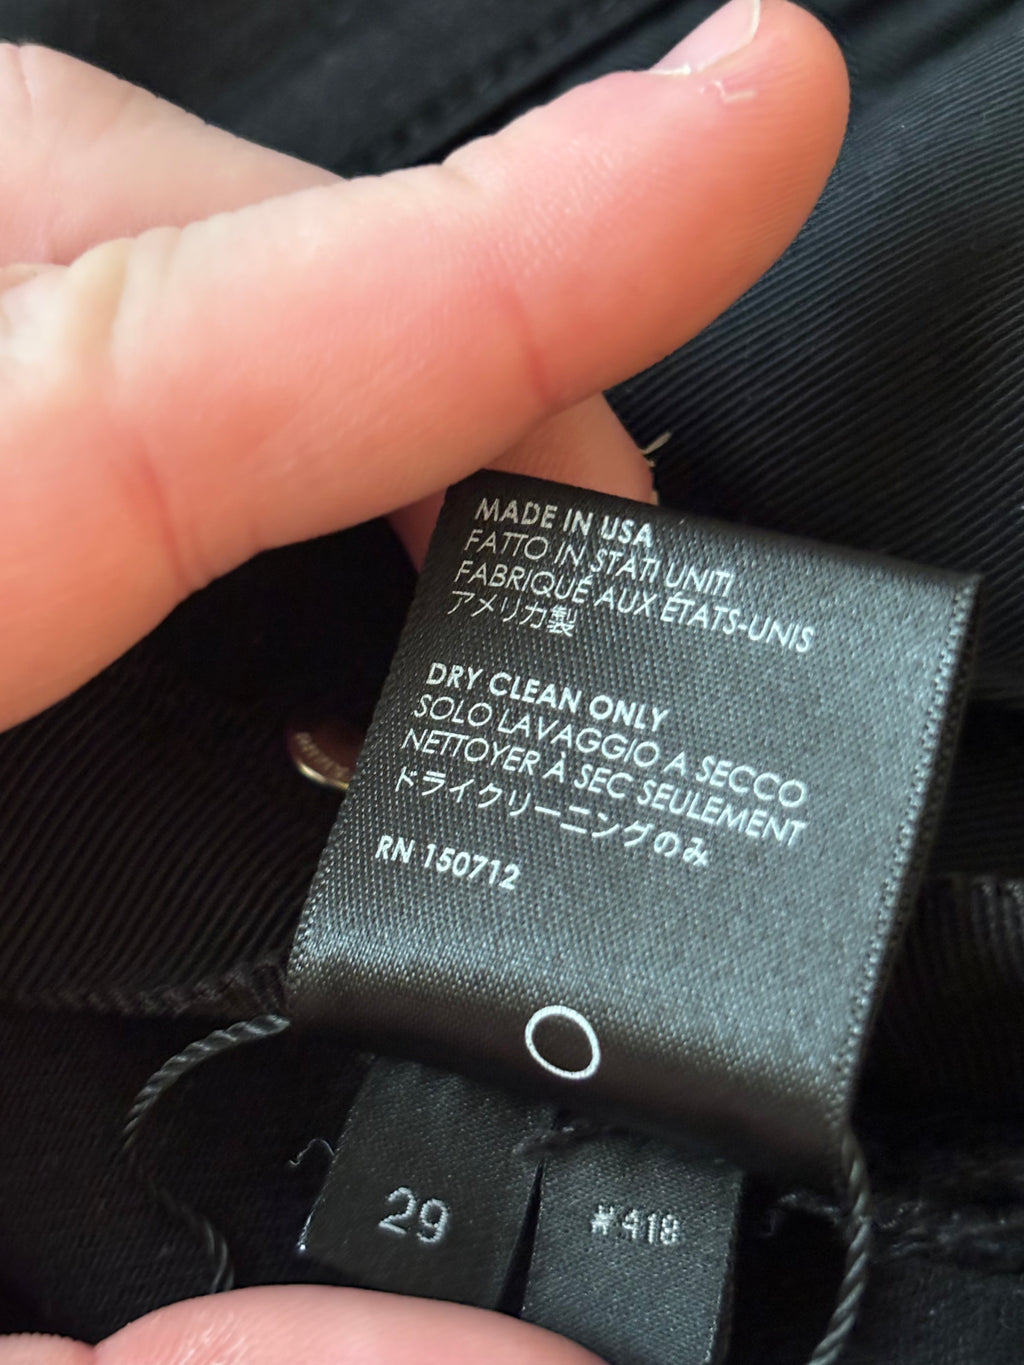 MADE IN USA
FATTO IN STATI UNITI
FABRIQUÉ AUX ÉTATS-UNIS
アメリカ製
DRY CLEAN ONLY
SOLO LAVAGGIO A SECCO
NETTOYER À SEC SEULEMENT
ドライクリーニングのみ
RN 150712
29
#418